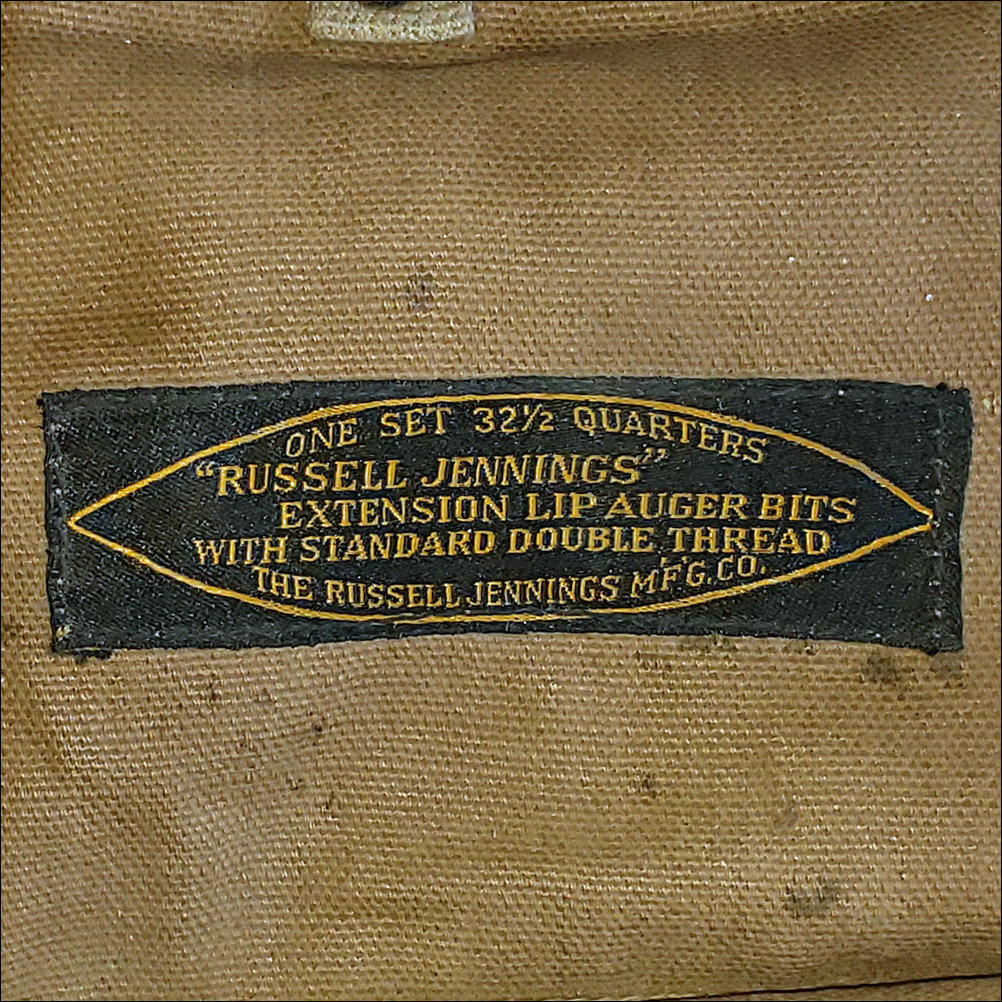 ONE SET 32½ QUARTERS
"RUSSELL JENNINGS"
EXTENSION LIP AUGER BITS
WITH STANDARD DOUBLE THREAD
THE RUSSELL JENNINGS M'F'G. CO.